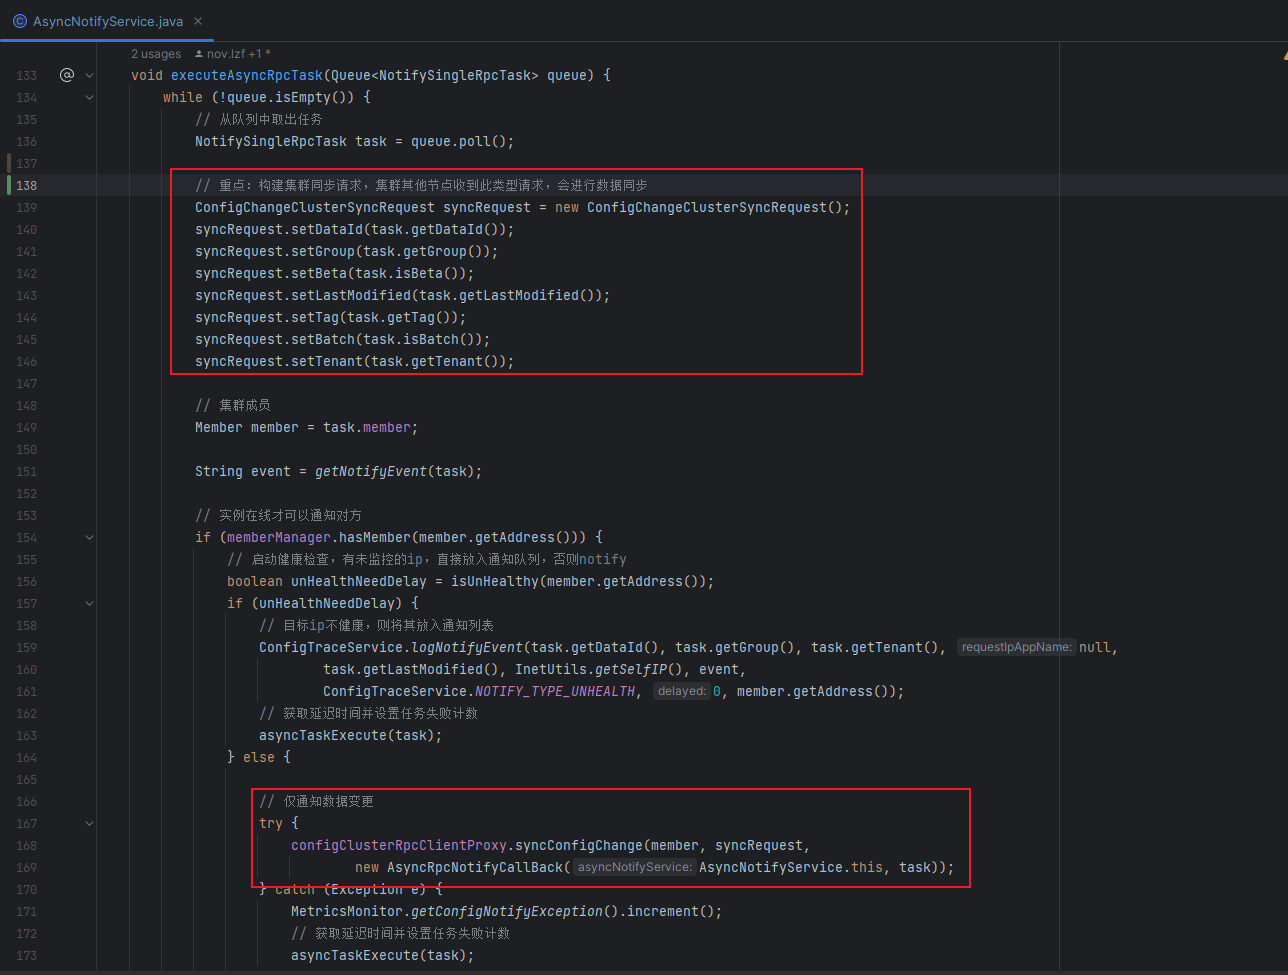 AsyncNotifyService.java
2 usages nov.lzf +1 *
133 void executeAsyncRpcTask(Queue<NotifySingleRpcTask> queue) {
134 while (!queue.isEmpty()) {
135 // 从队列中取出任务
136 NotifySingleRpcTask task = queue.poll();
137
138 // 重点: 构建集群同步请求，集群其他节点收到此类型请求，会进行数据同步
139 ConfigChangeClusterSyncRequest syncRequest = new ConfigChangeClusterSyncRequest();
140 syncRequest.setDataId(task.getDataId());
141 syncRequest.setGroup(task.getGroup());
142 syncRequest.setBeta(task.isBeta());
143 syncRequest.setLastModified(task.getLastModified());
144 syncRequest.setTag(task.getTag());
145 syncRequest.setBatch(task.isBatch());
146 syncRequest.setTenant(task.getTenant());
147
148 // 集群成员
149 Member member = task.member;
150
151 String event = getNotifyEvent(task);
152
153 // 实例在线才可以通知对方
154 if (memberManager.hasMember(member.getAddress())) {
155 // 启动健康检查，有未监控的ip，直接放入通知队列，否则notify
156 boolean unHealthNeedDelay = isUnHealthy(member.getAddress());
157 if (unHealthNeedDelay) {
158 // 目标ip不健康，则将其放入通知列表
159 ConfigTraceService.logNotifyEvent(task.getDataId(), task.getGroup(), task.getTenant(), requestIpAppName: null,
160 task.getLastModified(), InetUtils.getSelfIP(), event,
161 ConfigTraceService.NOTIFY_TYPE_UNHEALTH, delayed: 0, member.getAddress());
162 // 获取延迟时间并设置任务失败计数
163 asyncTaskExecute(task);
164 } else {
165
166 // 仅通知数据变更
167 try {
168 configClusterRpcClientProxy.syncConfigChange(member, syncRequest,
169 new AsyncRpcNotifyCallBack( asyncNotifyService: AsyncNotifyService.this, task));
170 } catch (Exception e) {
171 MetricsMonitor.getConfigNotifyException().increment();
172 // 获取延迟时间并设置任务失败计数
173 asyncTaskExecute(task);